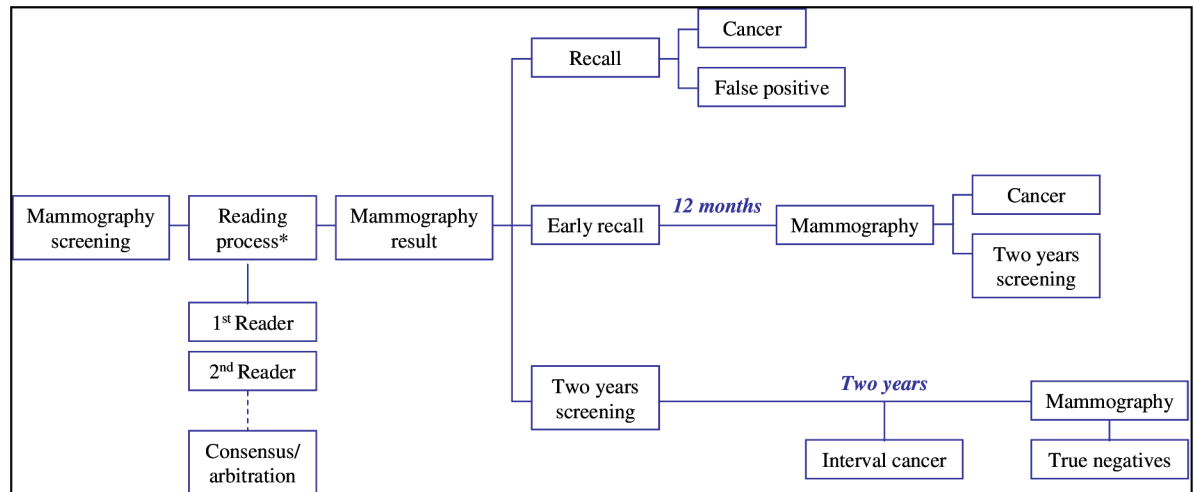 Cancer
Recall
False positive
Mammography
screening
Reading
process*
Mammography
result
Early recall
12 months
Mammography
Cancer
Two years
screening
1st Reader
2nd Reader
Consensus/
arbitration
Two years
screening
Two years
Mammography
Interval cancer
True negatives